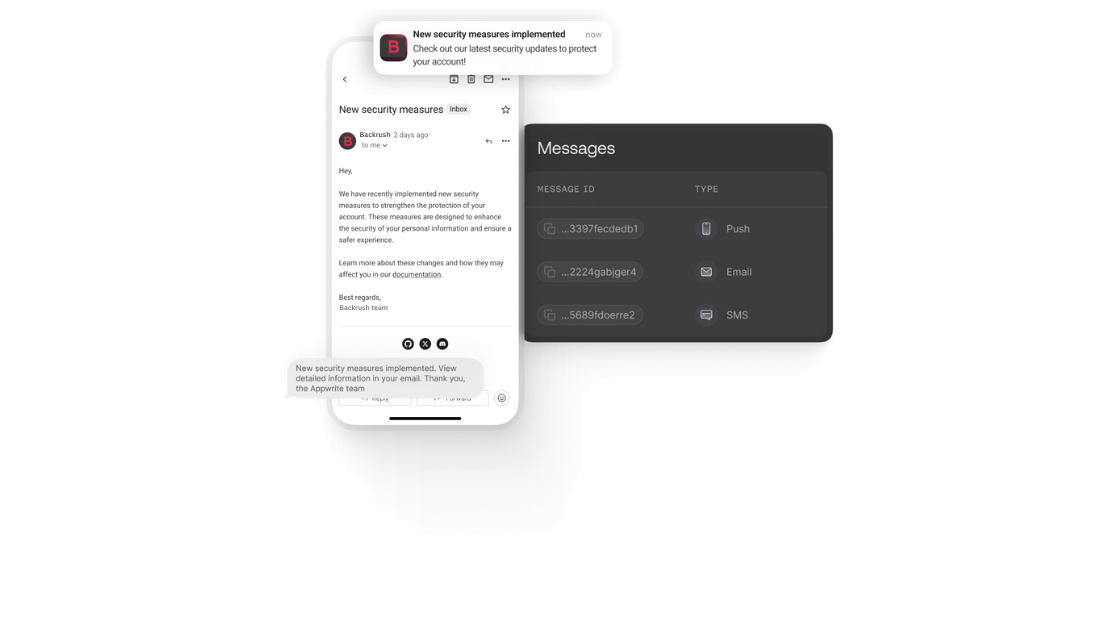 New security measures implemented now
Check out our latest security updates to protect
your account!
B
New security measures Inbox
B
Backrush 2 days ago
to me
Hey,
We have recently implemented new security
measures to strengthen the protection of your
account. These measures are designed to enhance
the security of your personal information and ensure a
safer experience.
Learn more about these changes and how they may
affect you in our documentation.
Best regards,
Backrush team
New security measures implemented. View
detailed information in your email. Thank you,
the Appwrite team
Reply Forward
Messages
MESSAGE ID TYPE
...3397fecdedb1 Push
...2224gabjger4 Email
...5689fdoerre2 SMS